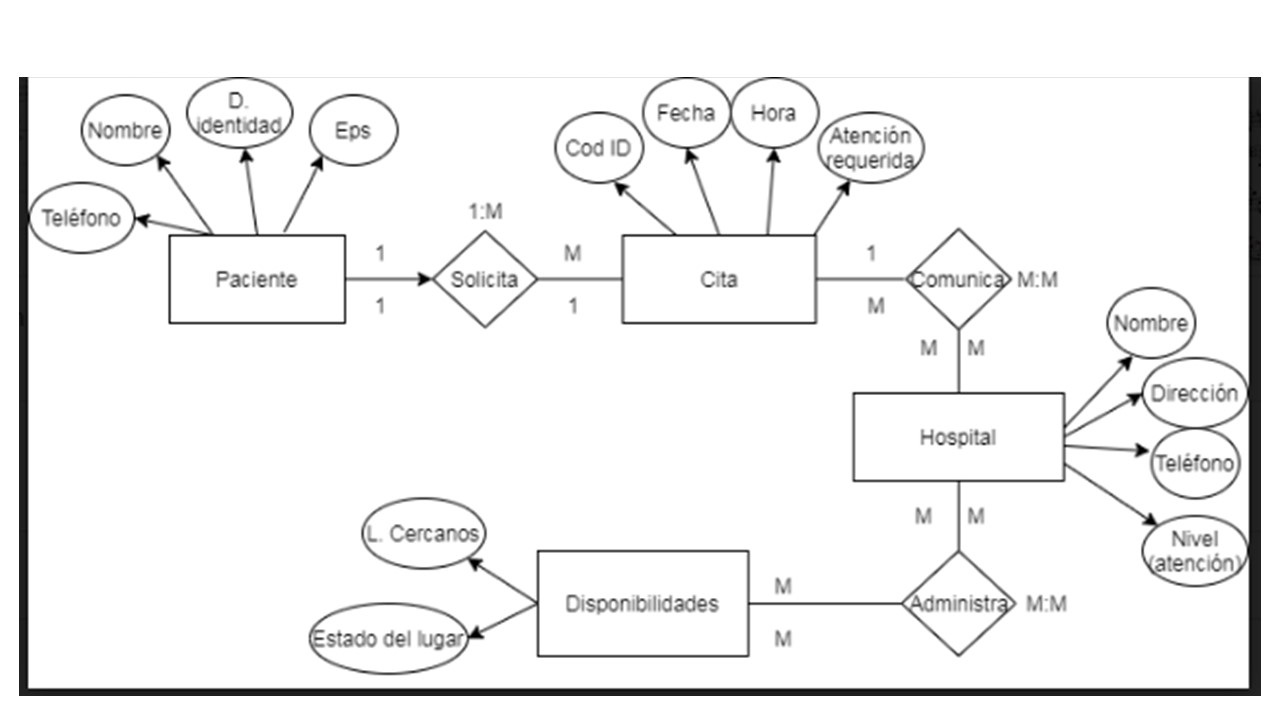 D.
identidad
Nombre
Eps
Teléfono
Fecha
Hora
Cod ID
Atención
requerida
1:M
1
M
1
Paciente
Solicita
Cita
Comunica
M:M
1
1
M
M
M
Nombre
Dirección
Hospital
Teléfono
M
M
Nivel
(atención)
L. Cercanos
M
Disponibilidades
Administra
M:M
Estado del lugar
M